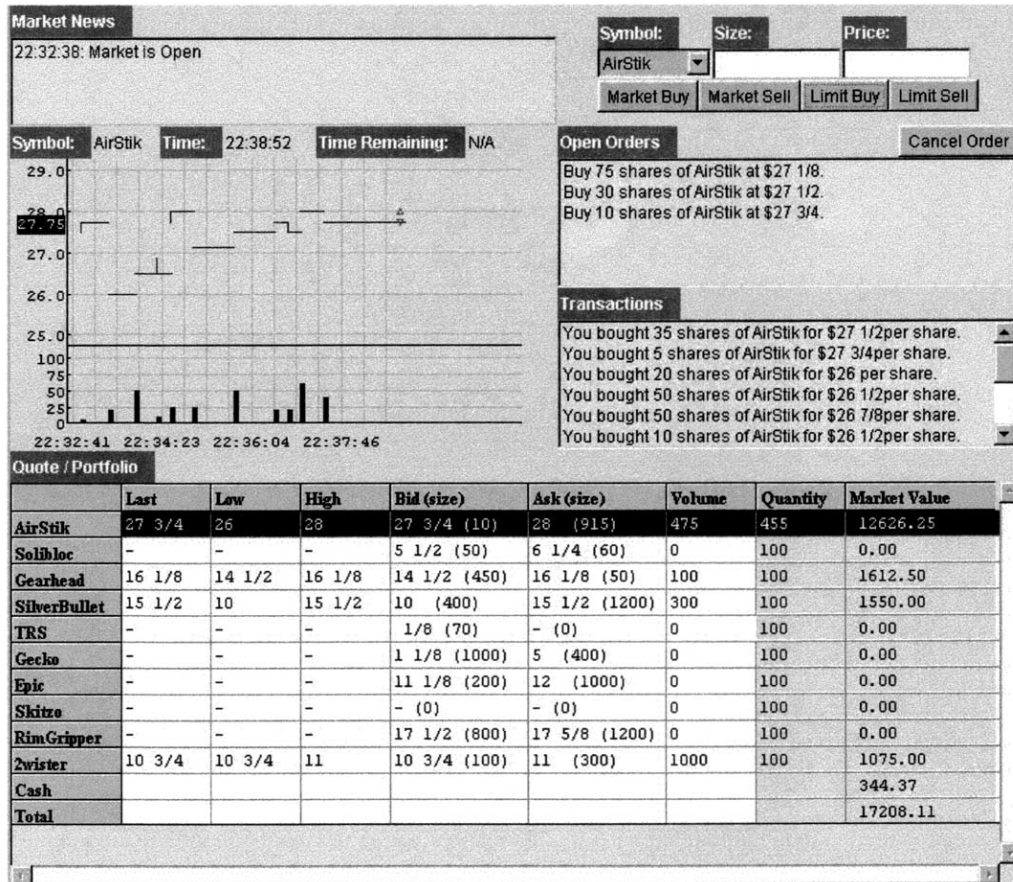 Market News
22:32:38: Market is Open
Symbol: Size: Price:
AirStik
Market Buy Market Sell Limit Buy Limit Sell
Symbol: AirStik Time: 22:38:52 Time Remaining: N/A
29.0
28.0
27.75
27.0
26.0
25.0
100
75
50
25
0
22:32:41 22:34:23 22:36:04 22:37:46
Open Orders Cancel Order
Buy 75 shares of AirStik at $27 1/8.
Buy 30 shares of AirStik at $27 1/2.
Buy 10 shares of AirStik at $27 3/4.
Transactions
You bought 35 shares of AirStik for $27 1/2per share.
You bought 5 shares of AirStik for $27 3/4per share.
You bought 20 shares of AirStik for $26 per share.
You bought 50 shares of AirStik for $26 1/2per share.
You bought 50 shares of AirStik for $26 7/8per share.
You bought 10 shares of AirStik for $26 1/2per share.
Quote / Portfolio
Last Low High Bid (size) Ask (size) Volume Quantity Market Value
AirStik 27 3/4 26 28 27 3/4 (10) 28 (915) 475 455 12626.25
Solibloc - - - 5 1/2 (50) 6 1/4 (60) 0 100 0.00
Gearhead 16 1/8 14 1/2 16 1/8 14 1/2 (450) 16 1/8 (50) 100 100 1612.50
SilverBullet 15 1/2 10 15 1/2 10 (400) 15 1/2 (1200) 300 100 1550.00
TRS - - - 1/8 (70) - (0) 0 100 0.00
Gecko - - - 1 1/8 (1000) 5 (400) 0 100 0.00
Epic - - - 11 1/8 (200) 12 (1000) 0 100 0.00
Skitzo - - - - (0) - (0) 0 100 0.00
RimGripper - - - 17 1/2 (800) 17 5/8 (1200) 0 100 0.00
2wister 10 3/4 10 3/4 11 10 3/4 (100) 11 (300) 1000 100 1075.00
Cash 344.37
Total 17208.11